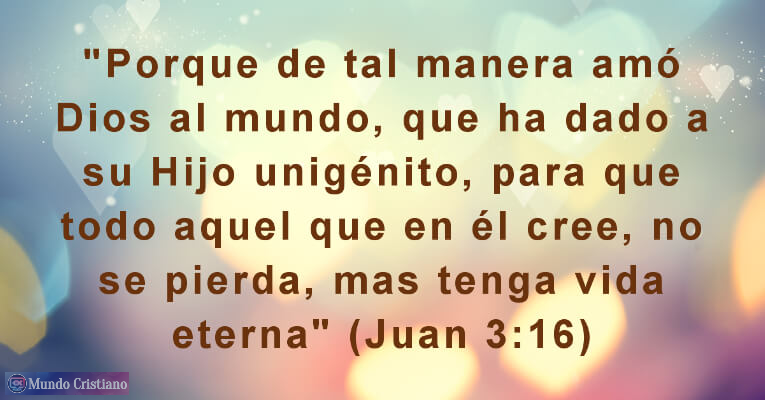 "Porque de tal manera amó
Dios al mundo, que ha dado a
su Hijo unigénito, para que
todo aquel que en él cree, no
se pierda, mas tenga vida
eterna" (Juan 3:16)
Mundo Cristiano